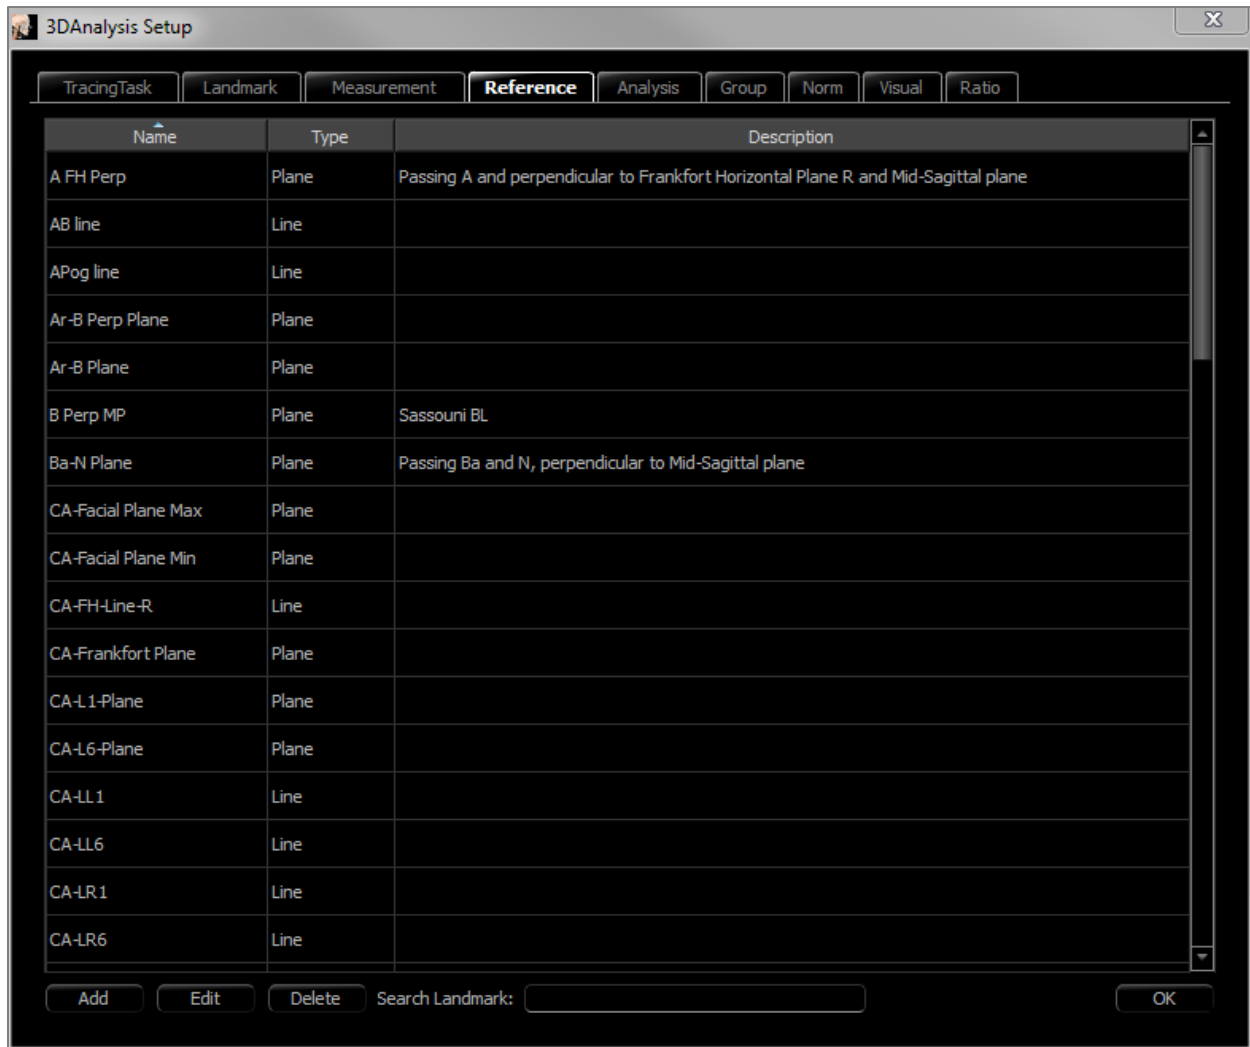 3DAnalysis Setup
TracingTask Landmark Measurement Reference Analysis Group Norm Visual Ratio
Name Type Description
A FH Perp Plane Passing A and perpendicular to Frankfort Horizontal Plane R and Mid-Sagittal plane
AB line Line
APog line Line
Ar-B Perp Plane Plane
Ar-B Plane Plane
B Perp MP Plane Sassouni BL
Ba-N Plane Plane Passing Ba and N, perpendicular to Mid-Sagittal plane
CA-Facial Plane Max Plane
CA-Facial Plane Min Plane
CA-FH-Line-R Line
CA-Frankfort Plane Plane
CA-L1-Plane Plane
CA-L6-Plane Plane
CA-LL1 Line
CA-LL6 Line
CA-LR1 Line
CA-LR6 Line
Add Edit Delete Search Landmark: OK